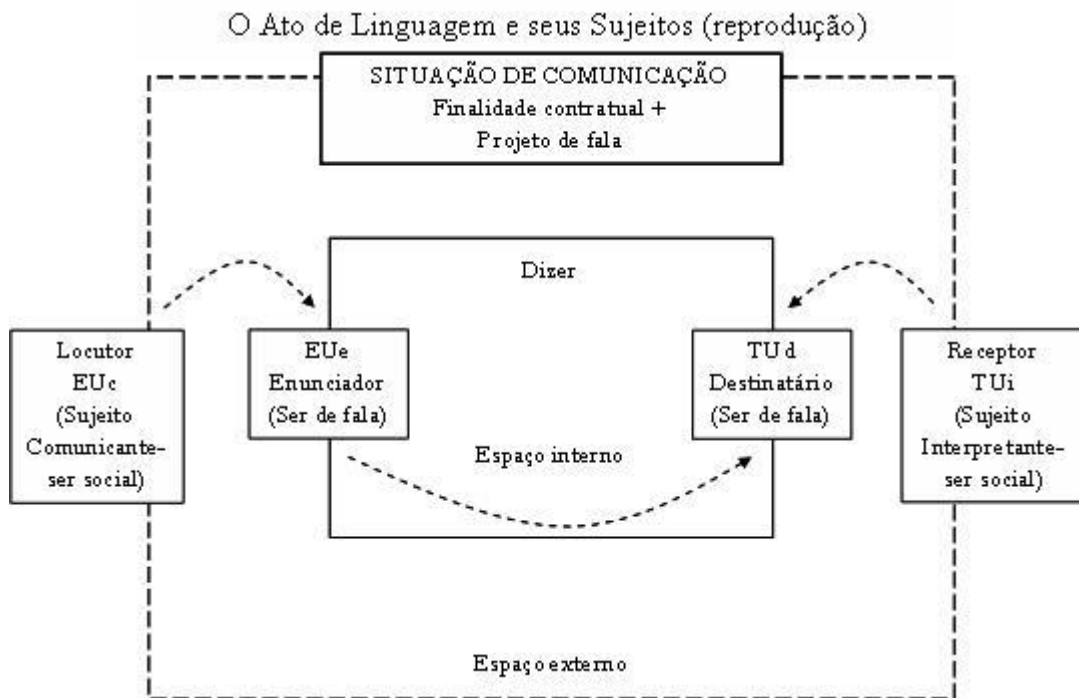 O Ato de Linguagem e seus Sujeitos (reprodução)
SITUAÇÃO DE COMUNICAÇÃO
Finalidade contratual +
Projeto de fala
Dizer
Locutor
EUc
(Sujeito
Comunicante-
ser social)
EUe
Enunciador
(Ser de fala)
TUd
Destinatário
(Ser de fala)
Receptor
TUi
(Sujeito
Interpretante-
ser social)
Espaço interno
Espaço externo